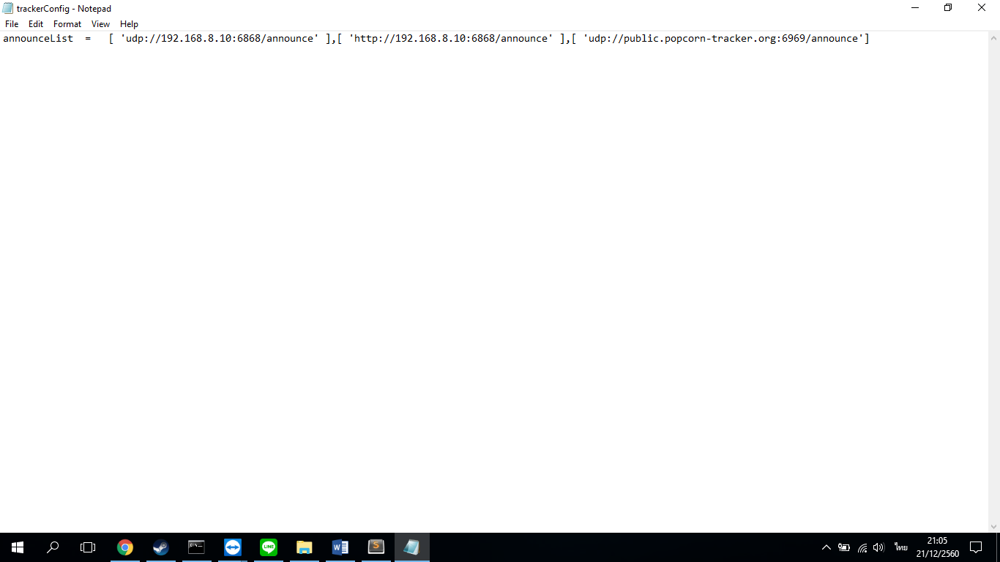 trackerConfig - Notepad
File Edit Format View Help
announceList  =   [ 'udp://192.168.8.10:6868/announce' ],[ 'http://192.168.8.10:6868/announce' ],[ 'udp://public.popcorn-tracker.org:6969/announce']
C:\_
LINE
W
S
ไทย
21:05
21/12/2560